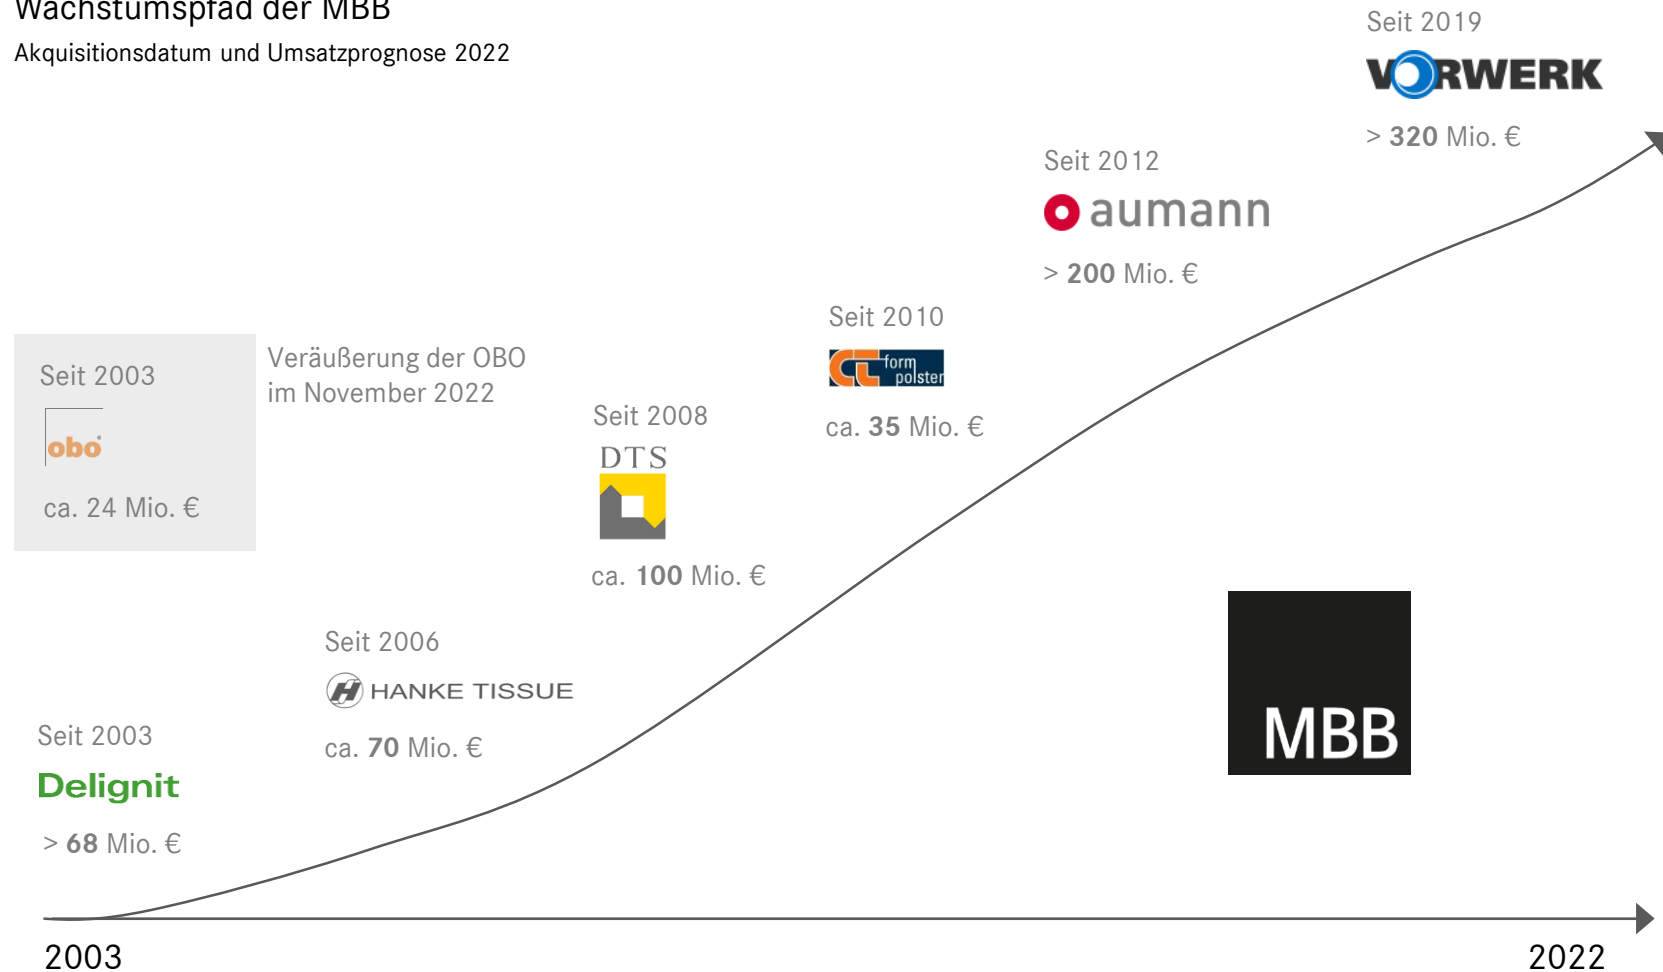 Wachstumspfad der MBB
Akquisitionsdatum und Umsatzprognose 2022
Seit 2019
VORWERK
> 320 Mio. €
Seit 2012
aumann
> 200 Mio. €
Seit 2010
CT form
polster
ca. 35 Mio. €
Seit 2003
obo
ca. 24 Mio. €
Veräußerung der OBO
im November 2022
Seit 2008
DTS
ca. 100 Mio. €
Seit 2006
H HANKE TISSUE
ca. 70 Mio. €
Seit 2003
Delignit
> 68 Mio. €
MBB
2003
2022